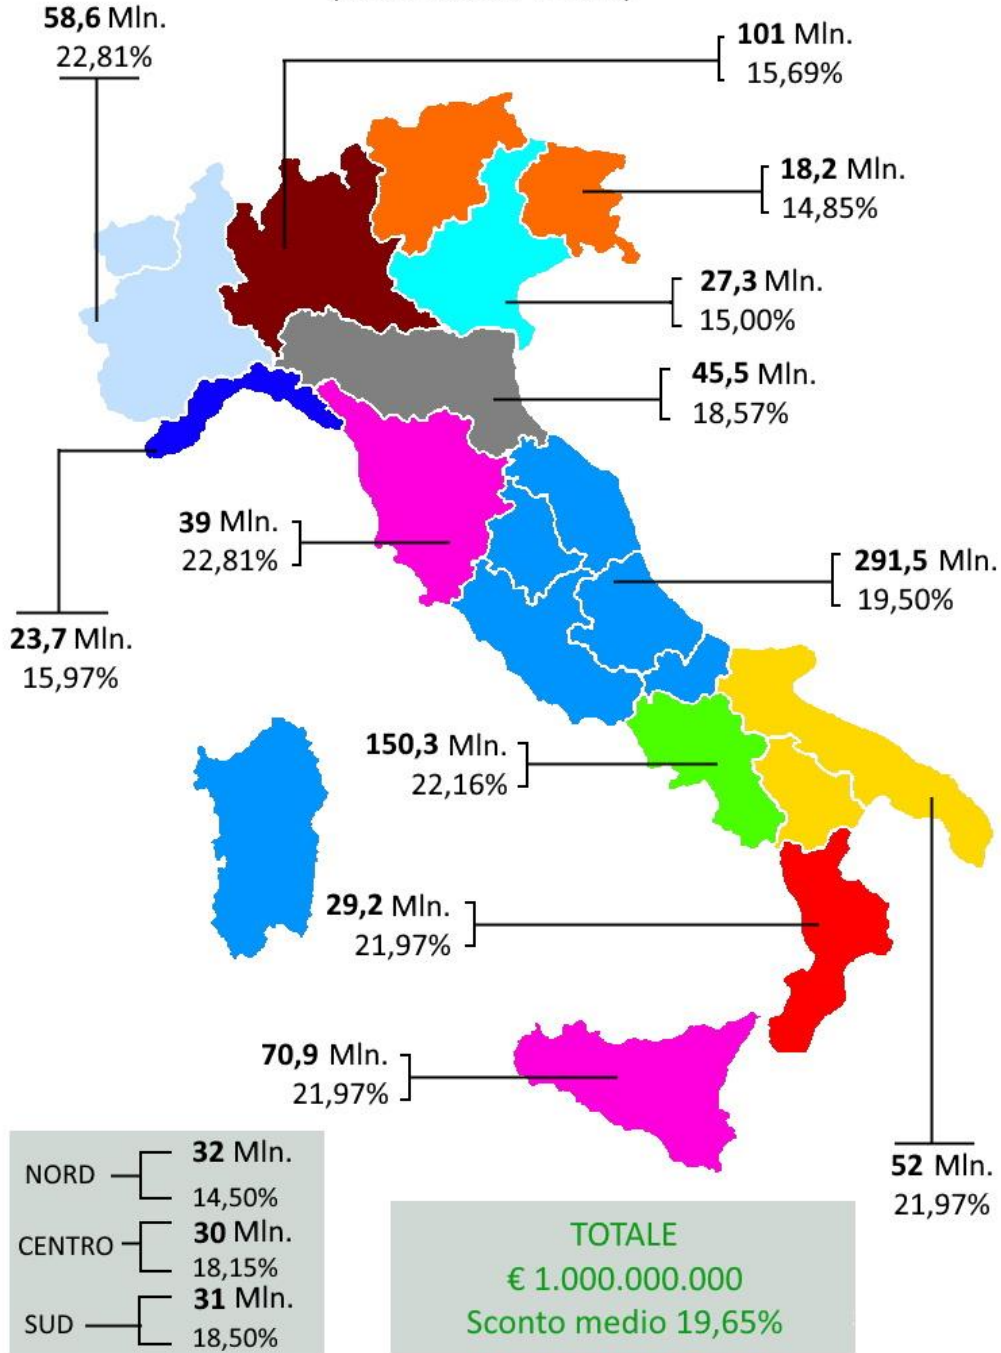 58,6 Mln.
22,81%
101 Mln.
15,69%
18,2 Mln.
14,85%
27,3 Mln.
15,00%
45,5 Mln.
18,57%
39 Mln.
22,81%
291,5 Mln.
19,50%
23,7 Mln.
15,97%
150,3 Mln.
22,16%
29,2 Mln.
21,97%
70,9 Mln.
21,97%
52 Mln.
21,97%
NORD
32 Mln.
14,50%
CENTRO
30 Mln.
18,15%
SUD
31 Mln.
18,50%
TOTALE
€ 1.000.000.000
Sconto medio 19,65%